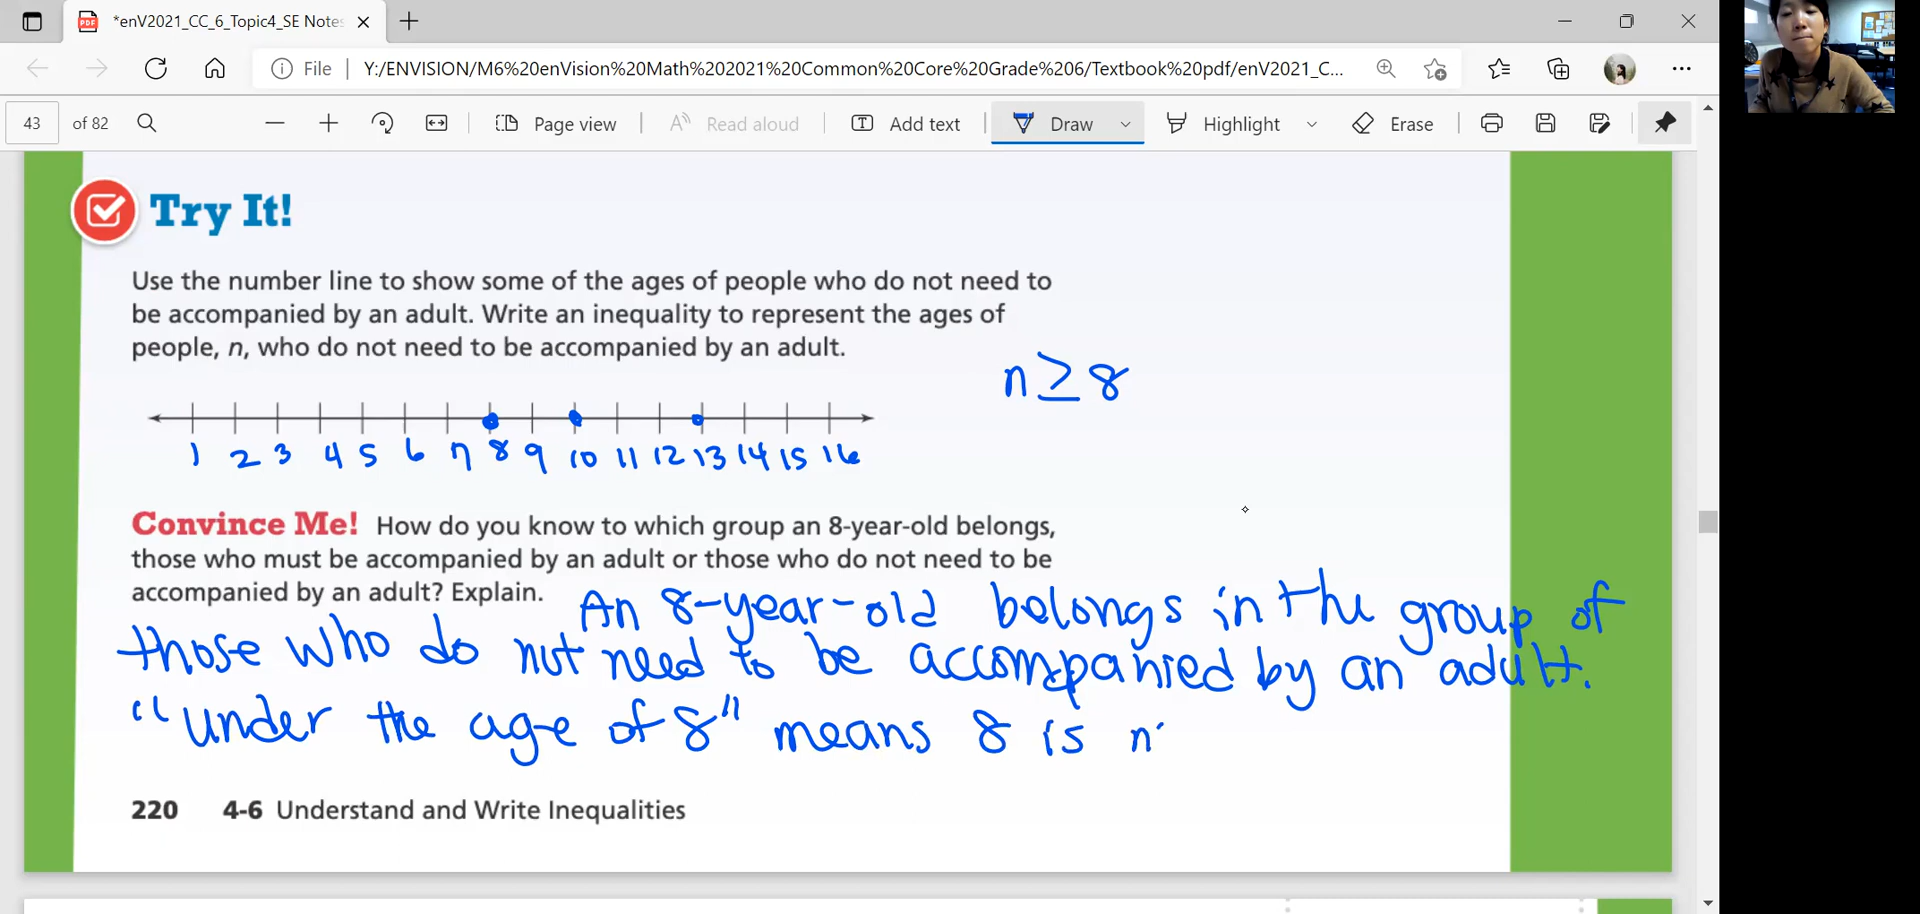 *enV2021_CC_6_Topic4_SE Notes
File
Y:/ENVISION/M6%20enVision%20Math%202021%20Common%20Core%20Grade%206/Textbook%20pdf/enV2021_C...
43 of 82
Page view
Read aloud
Add text
Draw
Highlight
Erase
Try It!
Use the number line to show some of the ages of people who do not need to
be accompanied by an adult. Write an inequality to represent the ages of
people, n, who do not need to be accompanied by an adult.
n ≥ 8
1 2 3 4 5 6 7 8 9 10 11 12 13 14 15 16
Convince Me! How do you know to which group an 8-year-old belongs,
those who must be accompanied by an adult or those who do not need to be
accompanied by an adult? Explain.
An 8-year-old belongs in the group of
those who do not need to be accompanied by an adult.
"under the age of 8" means 8 is n
220 4-6 Understand and Write Inequalities